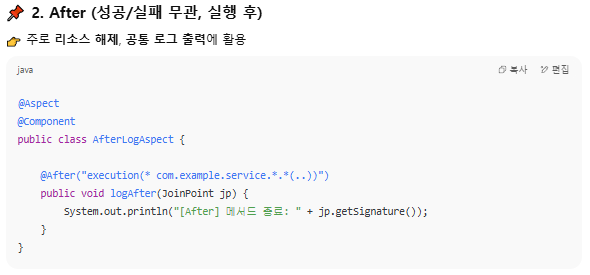 📌 2. After (성공/실패 무관, 실행 후)
👉 주로 리소스 해제, 공통 로그 출력에 활용
java 복사 편집
@Aspect
@Component
public class AfterLogAspect {
@After("execution(* com.example.service.*.*(..))")
public void logAfter(JoinPoint jp) {
System.out.println("[After] 메서드 종료: " + jp.getSignature());
}
}